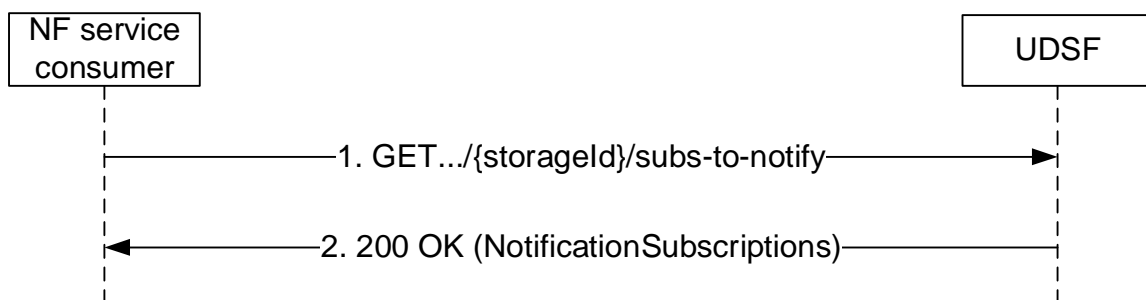 NF service
consumer
UDSF
1. GET.../{storageId}/subs-to-notify
2. 200 OK (NotificationSubscriptions)